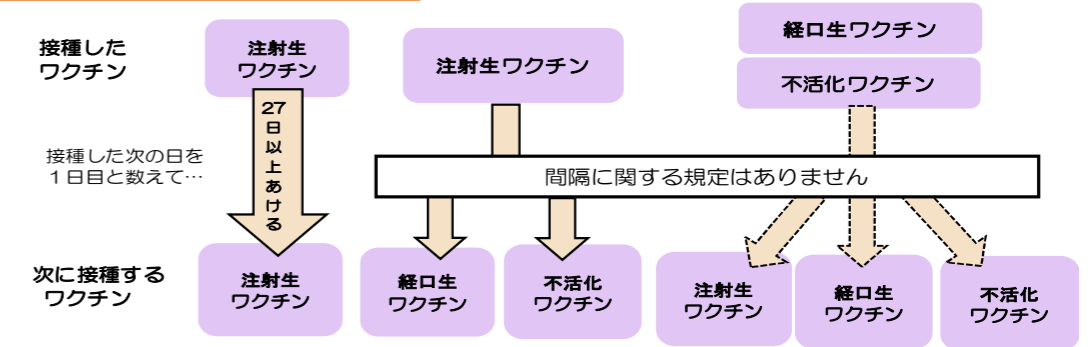 接種した
ワクチン
注射生
ワクチン
注射生ワクチン
経口生ワクチン
不活化ワクチン
27日以上あける
接種した次の日を
１日目と数えて…
間隔に関する規定はありません
次に接種する
ワクチン
注射生
ワクチン
経口生
ワクチン
不活化
ワクチン
注射生
ワクチン
経口生
ワクチン
不活化
ワクチン